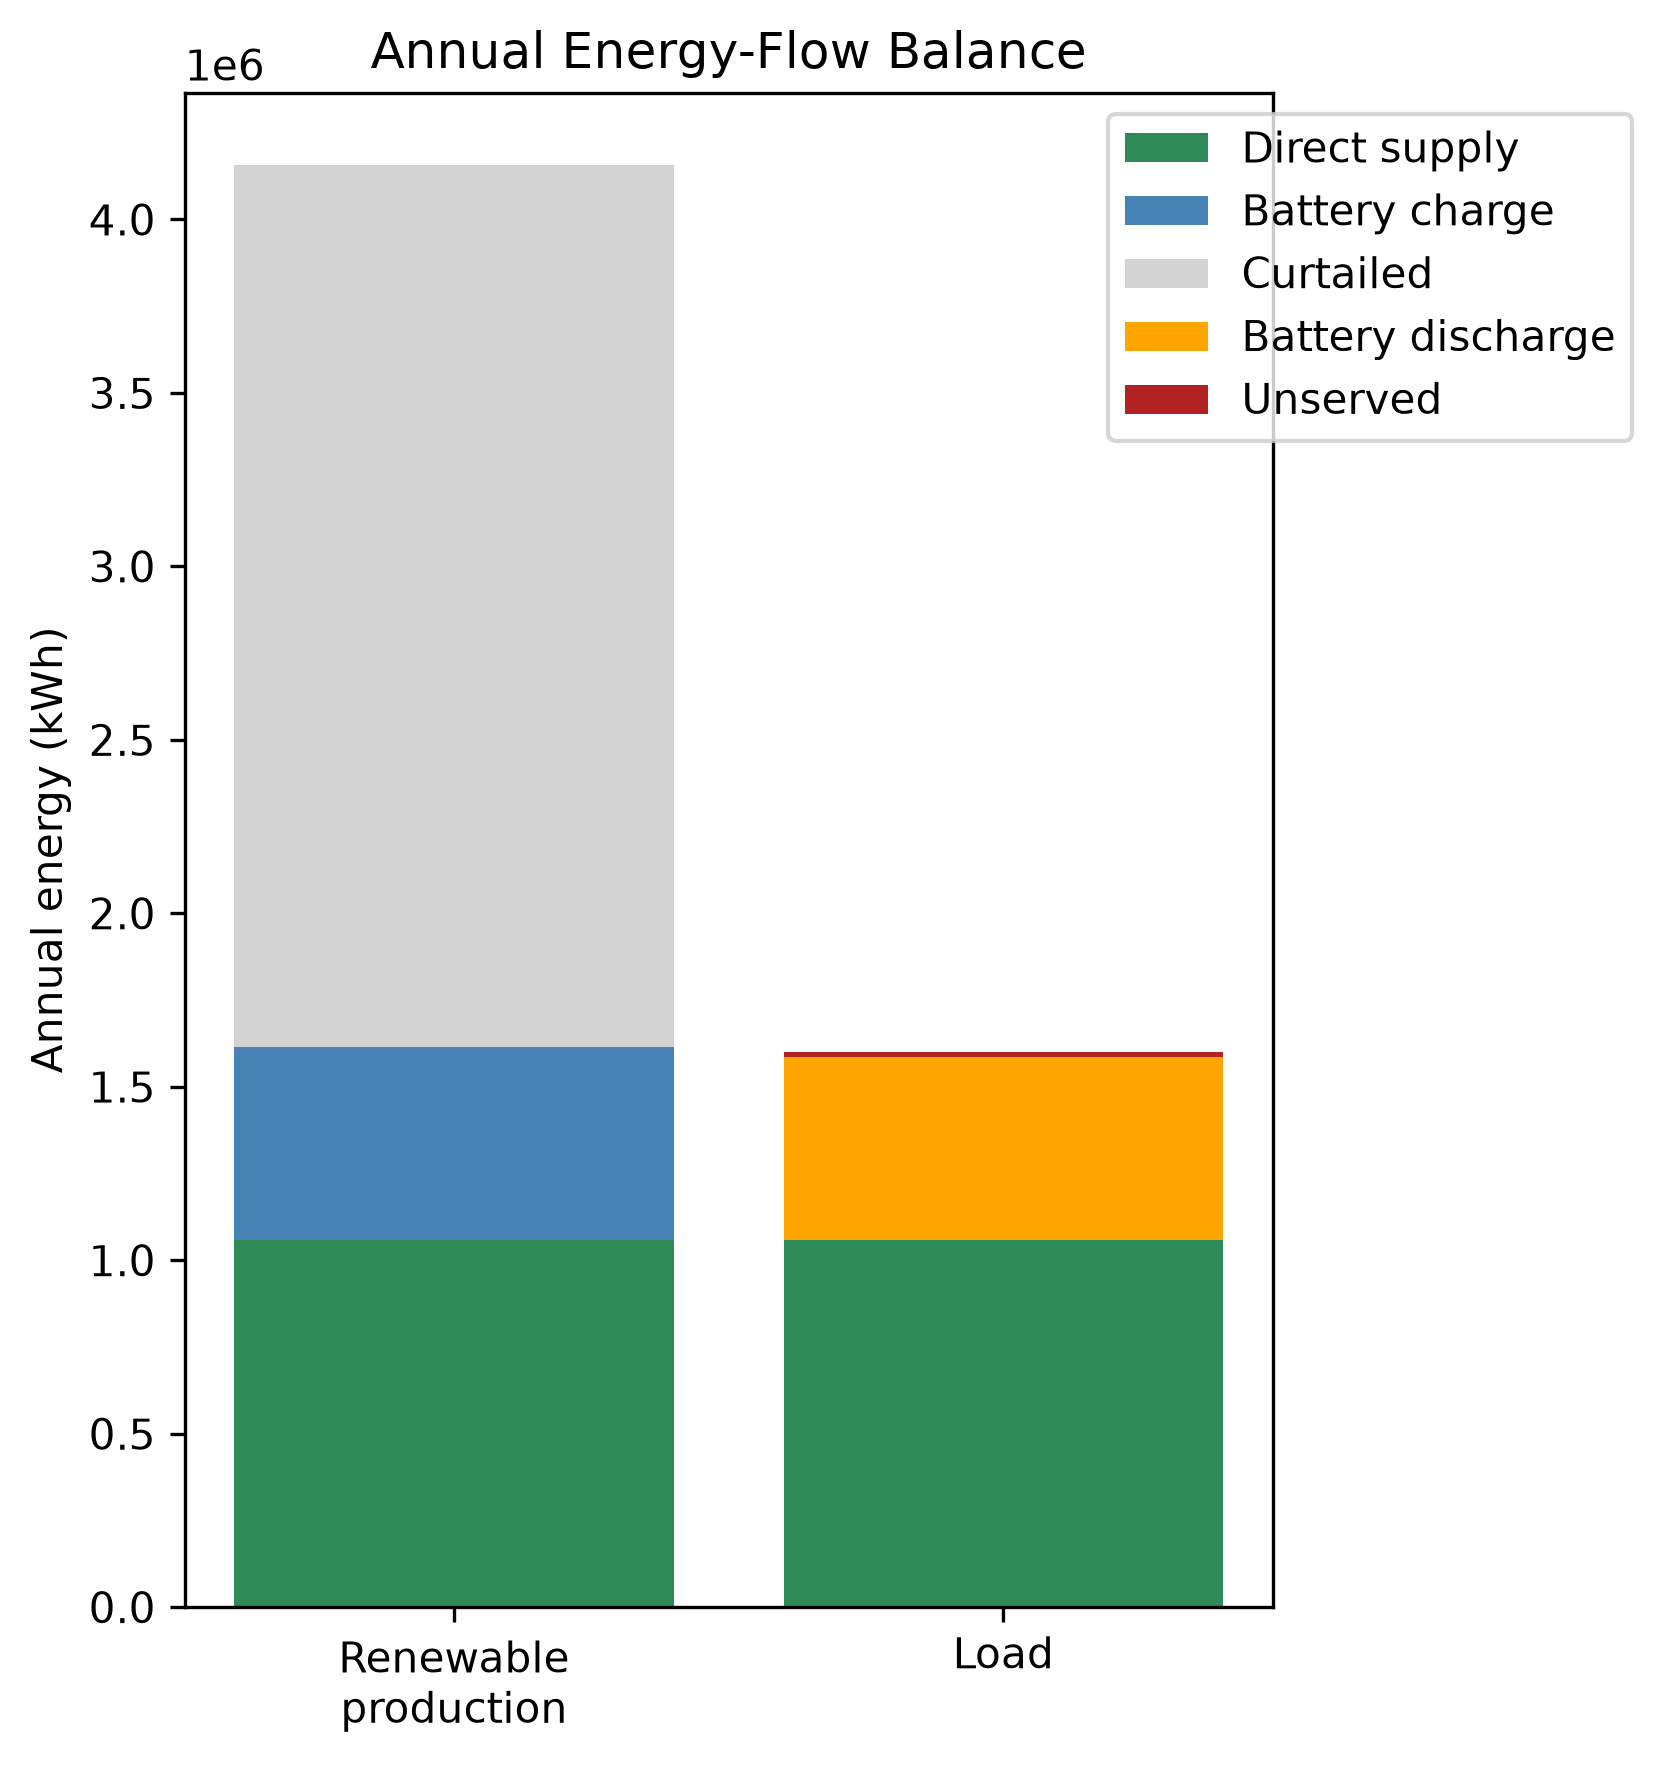 Annual Energy-Flow Balance
1e6
Direct supply
Battery charge
Curtailed
Battery discharge
Unserved
Annual energy (kWh)
4.0
3.5
3.0
2.5
2.0
1.5
1.0
0.5
0.0
Renewable
production
Load